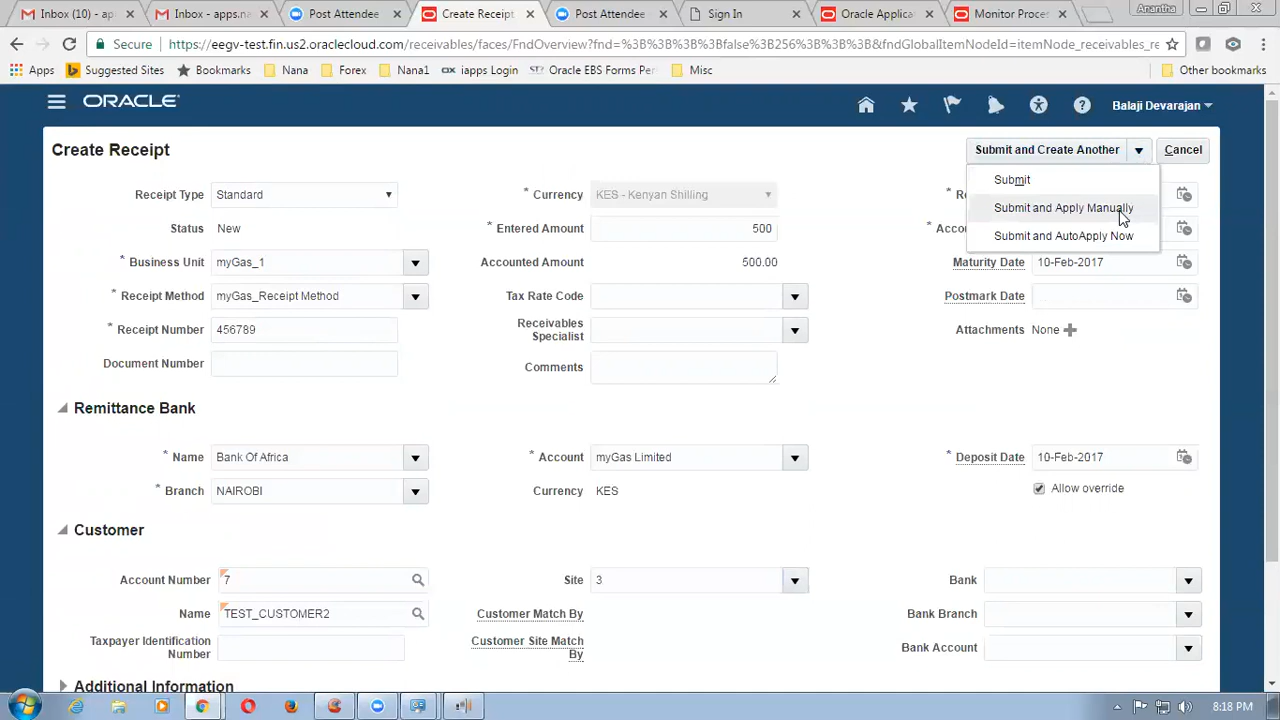 Anantha
Inbox (10) - apps.na
Inbox - apps.nana
Post Attendee
Create Receipt
Post Attendee
Sign In
Oracle Applicat
Monitor Proces
Secure
https://eegv-test.fin.us2.oraclecloud.com/receivables/faces/FndOverview?fnd=%3B%3B%3B%3Bfalse%3B256%3B%3B%3B&fndGlobalItemNodeId=itemNode_receivables_re
Apps
Suggested Sites
Bookmarks
Nana
Forex
Nana1
iapps Login
Oracle EBS Forms Per
Misc
Other bookmarks
ORACLE
Balaji Devarajan
Create Receipt
Submit and Create Another
Cancel
Submit
Submit and Apply Manually
Submit and AutoApply Now
Receipt Type Standard
* Currency KES - Kenyan Shilling
Status New
* Entered Amount 500
* Business Unit myGas_1
Accounted Amount 500.00
Maturity Date 10-Feb-2017
* Receipt Method myGas_Receipt Method
Tax Rate Code
Postmark Date
* Receipt Number 456789
Receivables Specialist
Attachments None
Document Number
Comments
Remittance Bank
* Name Bank Of Africa
* Account myGas Limited
* Deposit Date 10-Feb-2017
* Branch NAIROBI
Currency KES
Allow override
Customer
Account Number 7
Site 3
Bank
Name TEST_CUSTOMER2
Customer Match By
Bank Branch
Taxpayer Identification Number
Customer Site Match By
Bank Account
Additional Information
8:18 PM